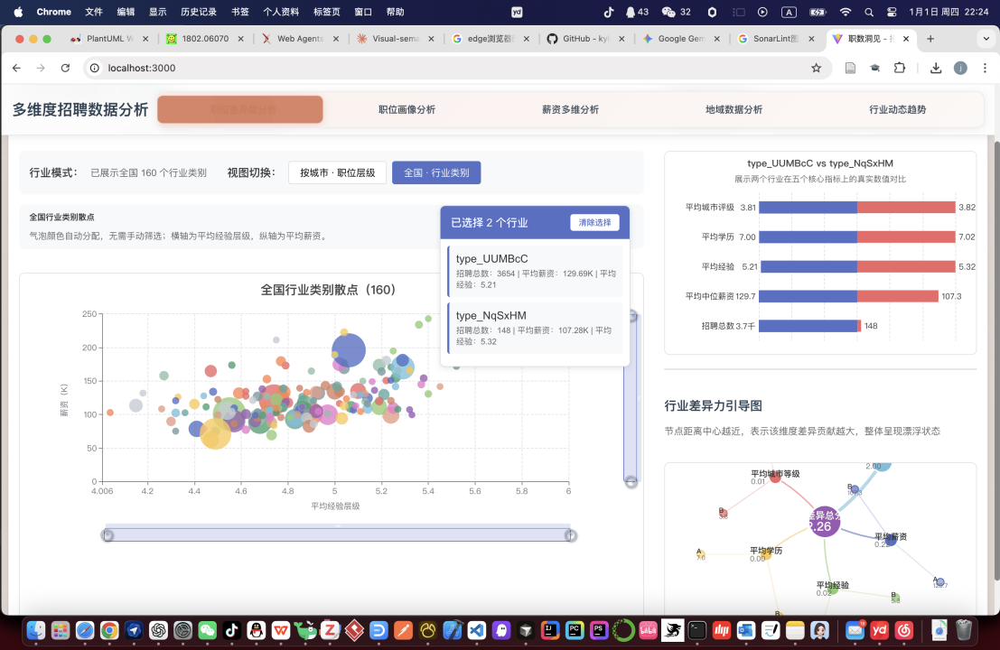 Chrome 文件 编辑 显示 历史记录 书签 个人资料 标签页 窗口 帮助 yd 43 32 A 1月1日 周四 22:24
PlantUML W
1802.06070
Web Agents
Visual-sema
edge浏览器
GitHub - kyl
Google Gem
SonarLint图
职数洞见 - 拍
localhost:3000
多维度招聘数据分析
职位画像分析
薪资多维分析
地域数据分析
行业动态趋势
行业模式： 已展示全国 160 个行业类别 视图切换： 按城市 · 职位层级 全国 · 行业类别
全国行业类别散点
气泡颜色自动分配，无需手动筛选；横轴为平均经验层级，纵轴为平均薪资。
已选择 2 个行业 清除选择
type_UUMBcC
招聘总数：3654 | 平均薪资：129.69K | 平均
经验：5.21
type_NqSxHM
招聘总数：148 | 平均薪资：107.28K | 平均
经验：5.32
全国行业类别散点（160）
250
200
150
100
50
0
薪资（K）
4.006 4.2 4.4 4.6 4.8 5 5.2 5.4 5.6 5.8 6
平均经验层级
type_UUMBcC vs type_NqSxHM
展示两个行业在五个核心指标上的真实数值对比
平均城市评级 3.81 3.82
平均学历 7.00 7.02
平均经验 5.21 5.32
平均中位薪资 129.7 107.3
招聘总数 3.7千 148
行业差异力引导图
节点距离中心越近，表示该维度差异贡献越大，整体呈现漂浮状态
2.00
平均城市等级
0.01
B
B
3.8
差异总分
2.26
平均薪资
0.22
A
7.0
平均学历
0.00
平均经验
0.02
A
B
5.3
B